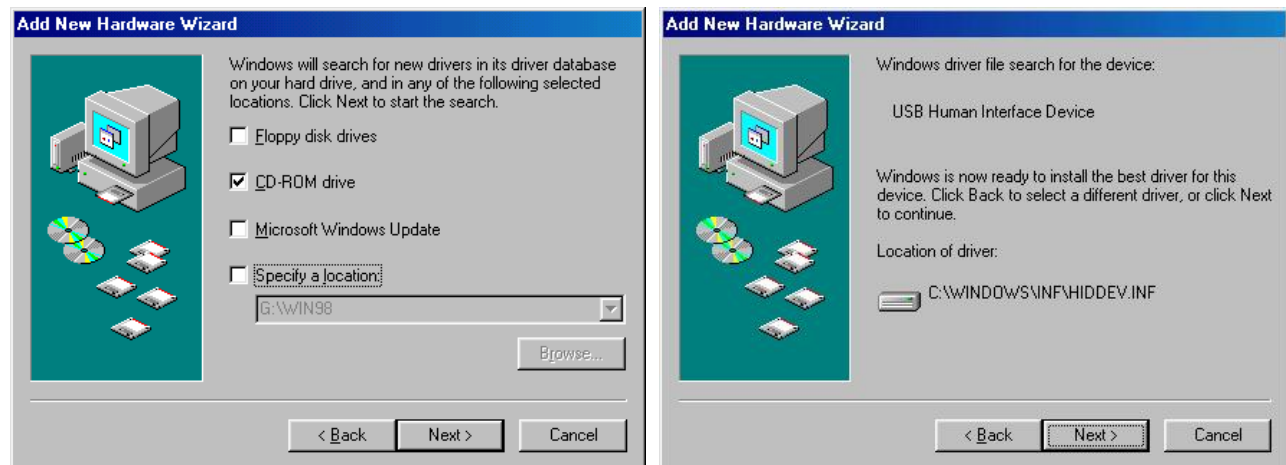 Add New Hardware Wizard
Windows will search for new drivers in its driver database
on your hard drive, and in any of the following selected
locations. Click Next to start the search.
Floppy disk drives
CD-ROM drive
Microsoft Windows Update
Specify a location:
G:\WIN98
Browse...
< Back
Next >
Cancel
Add New Hardware Wizard
Windows driver file search for the device:
USB Human Interface Device
Windows is now ready to install the best driver for this
device. Click Back to select a different driver, or click Next
to continue.
Location of driver:
C:\WINDOWS\INF\HIDDEV.INF
< Back
Next >
Cancel